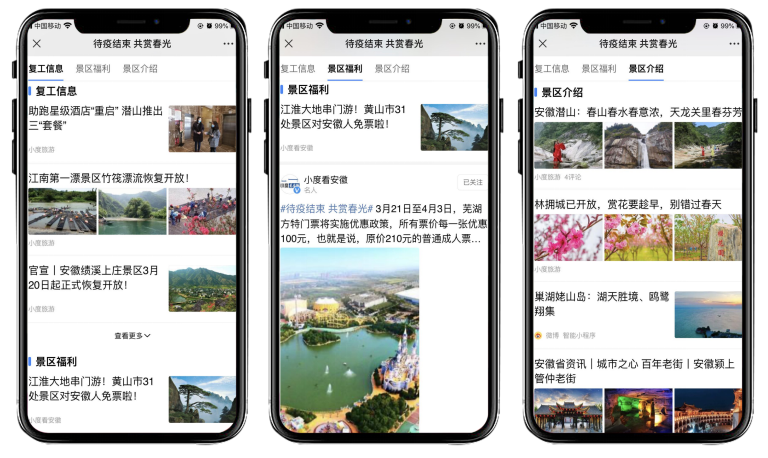 中国移动 99%
待疫结束 共赏春光
复工信息 景区福利 景区介绍
复工信息
助跑星级酒店“重启” 潜山推出
三“套餐”
小度旅游
江南第一漂景区竹筏漂流恢复开放！
小度旅游
官宣丨安徽绩溪上庄景区3月
20日起正式恢复开放！
小度旅游
查看更多
景区福利
江淮大地串门游！黄山市31
处景区对安徽人免票啦！
小度看安徽
中国移动 99%
待疫结束 共赏春光
复工信息 景区福利 景区介绍
景区福利
江淮大地串门游！黄山市31
处景区对安徽人免票啦！
小度看安徽
小度看安徽
名人
已关注
#待疫结束 共赏春光# 3月21日至4月3日，芜湖
方特门票将实施优惠政策，所有票价每一张优惠
100元，也就是说，原价210元的普通成人票...
中国移动 99%
待疫结束 共赏春光
复工信息 景区福利 景区介绍
景区介绍
安徽潜山：春山春水春意浓，天龙关里春芬芳
小度旅游 4评论
林拥城已开放，赏花要趁早，别错过春天
小度旅游
巢湖姥山岛：湖天胜境、鸥鹭
翔集
微博 智能小程序
安徽省资讯丨城市之心 百年老街丨安徽颍上
管仲老街